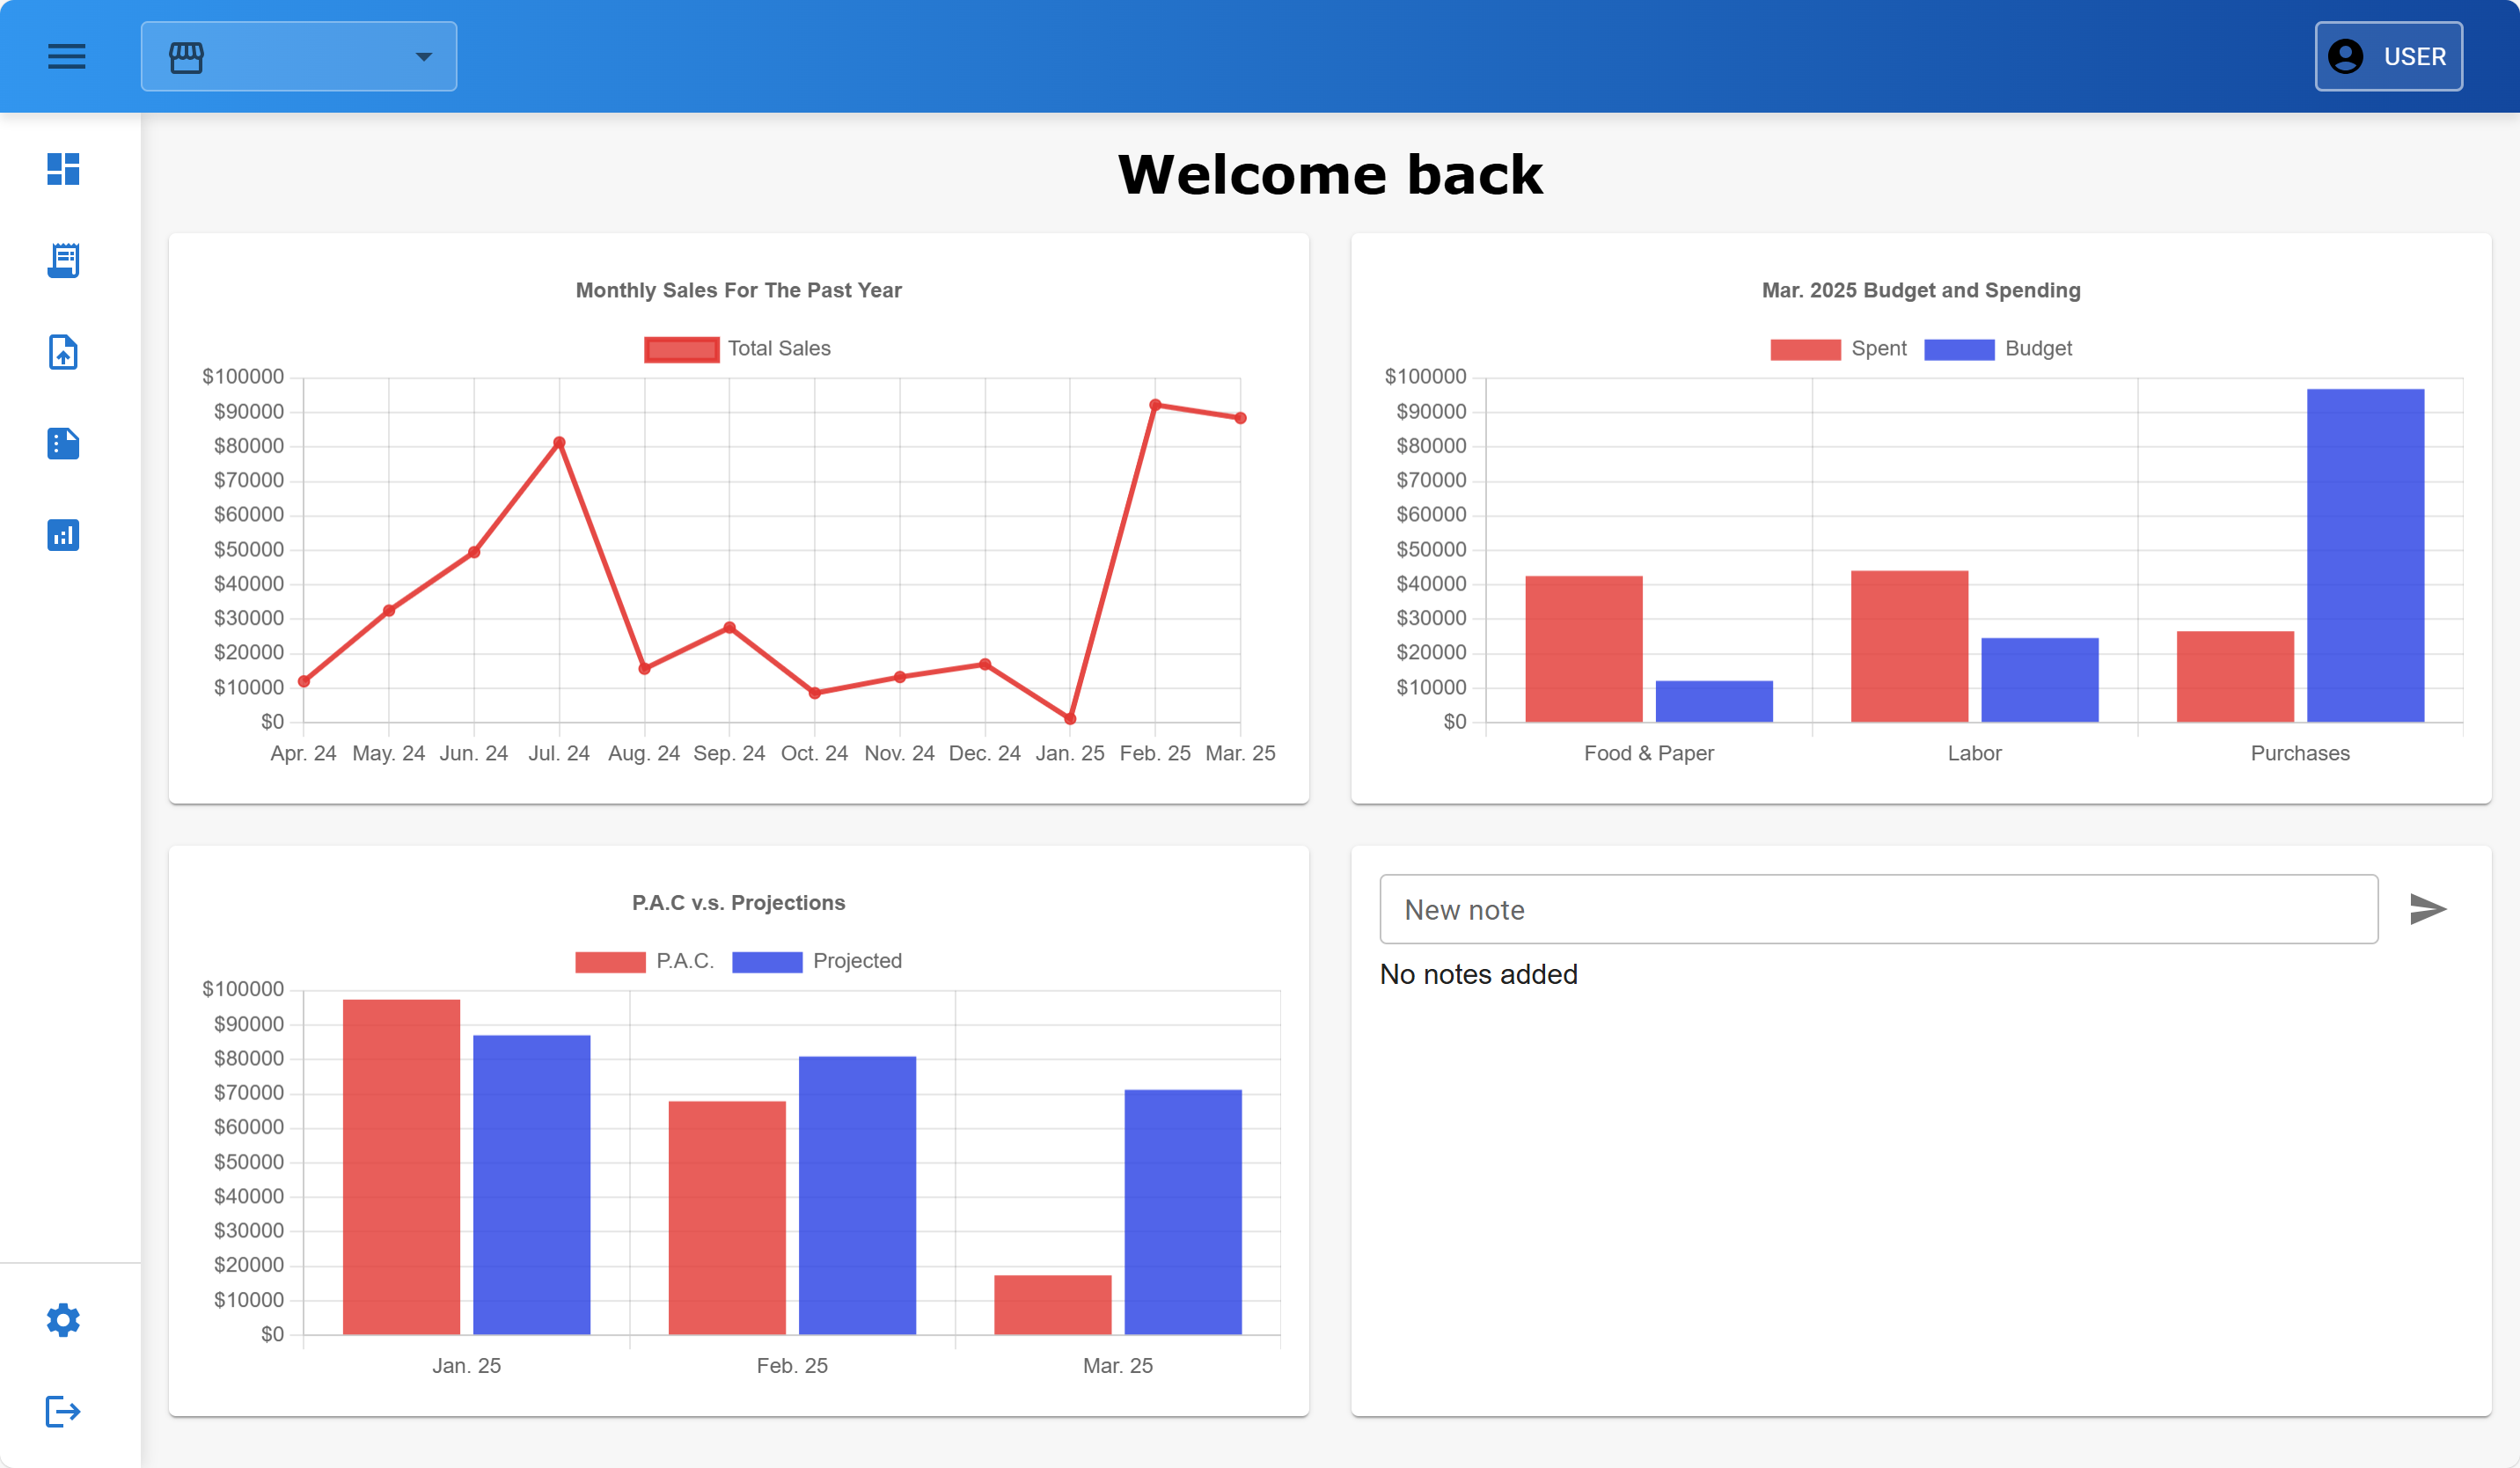 USER
Welcome back
Monthly Sales For The Past Year
Total Sales
$100000
$90000
$80000
$70000
$60000
$50000
$40000
$30000
$20000
$10000
$0
Apr. 24 May. 24 Jun. 24 Jul. 24 Aug. 24 Sep. 24 Oct. 24 Nov. 24 Dec. 24 Jan. 25 Feb. 25 Mar. 25
Mar. 2025 Budget and Spending
Spent Budget
$100000
$90000
$80000
$70000
$60000
$50000
$40000
$30000
$20000
$10000
$0
Food & Paper Labor Purchases
P.A.C v.s. Projections
P.A.C. Projected
$100000
$90000
$80000
$70000
$60000
$50000
$40000
$30000
$20000
$10000
$0
Jan. 25 Feb. 25 Mar. 25
New note
No notes added